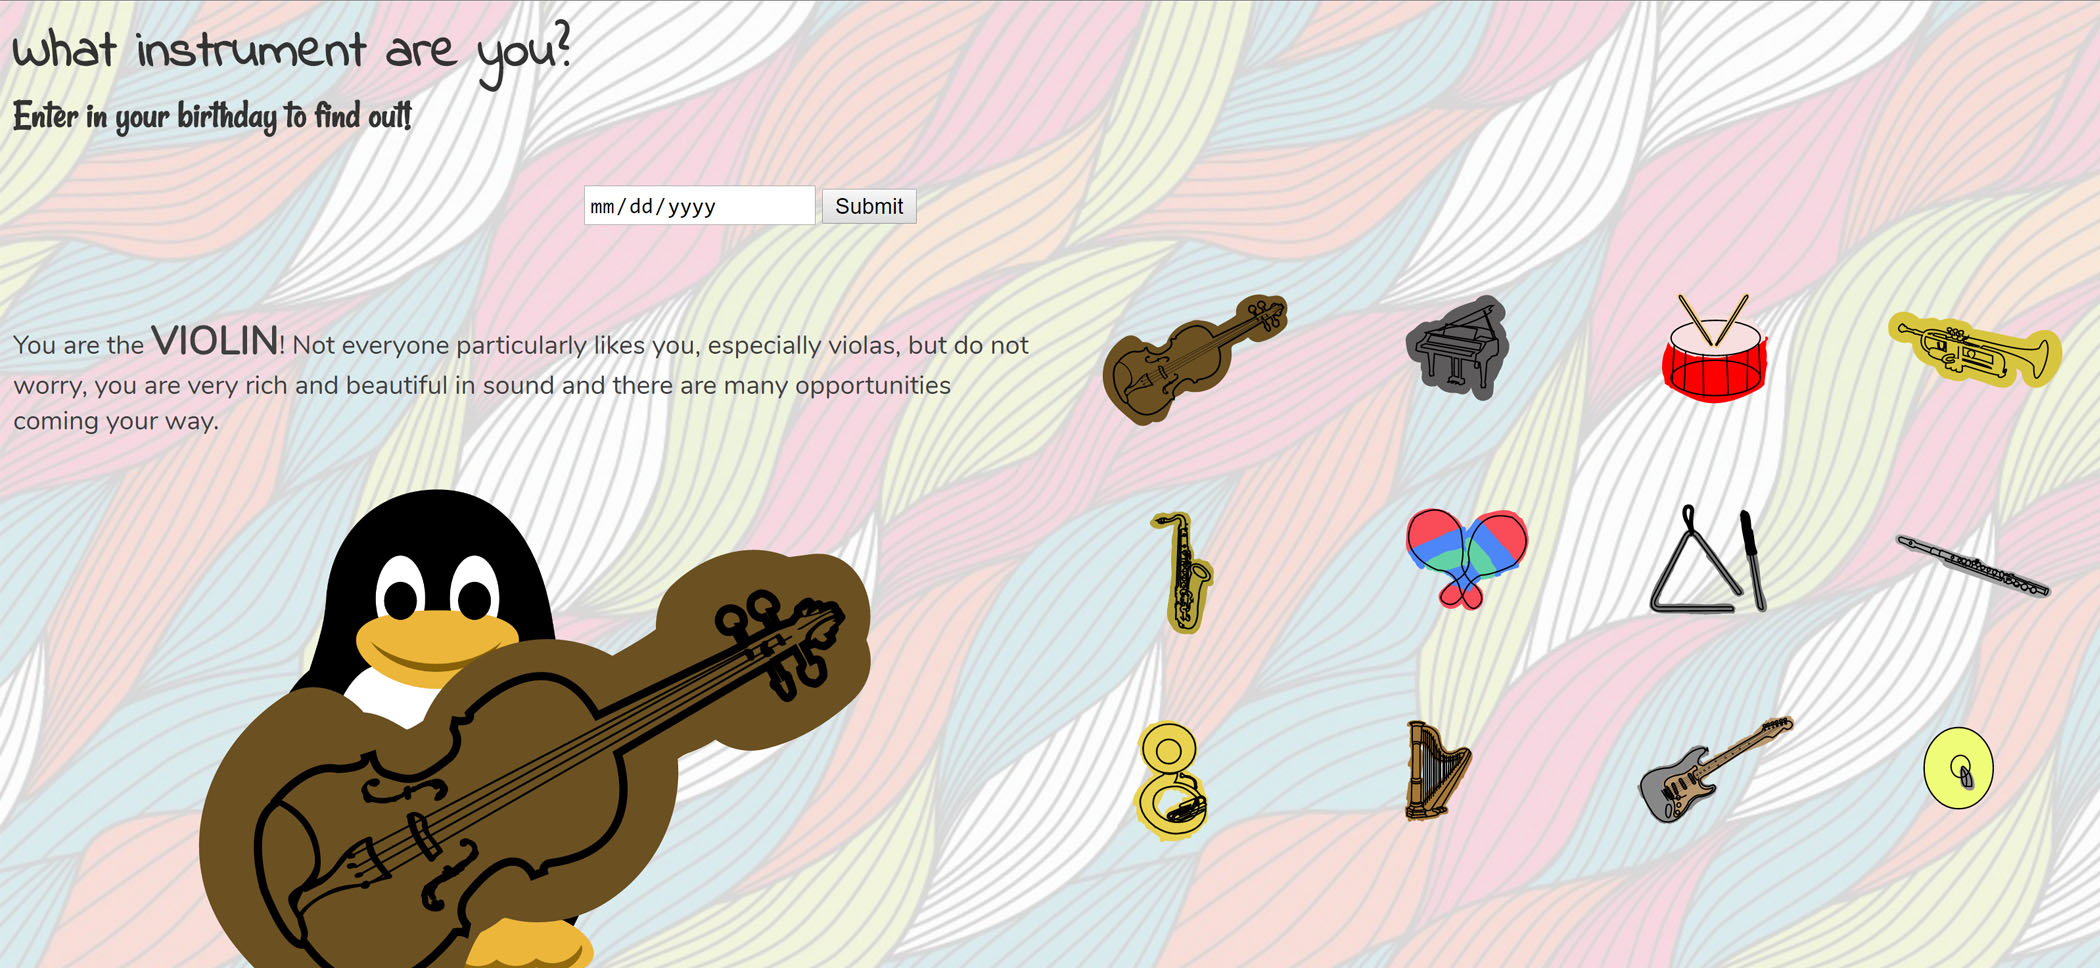 what instrument are you?
Enter in your birthday to find out!
mm/dd/yyyy Submit
You are the VIOLIN! Not everyone particularly likes you, especially violas, but do not
worry, you are very rich and beautiful in sound and there are many opportunities
coming your way.